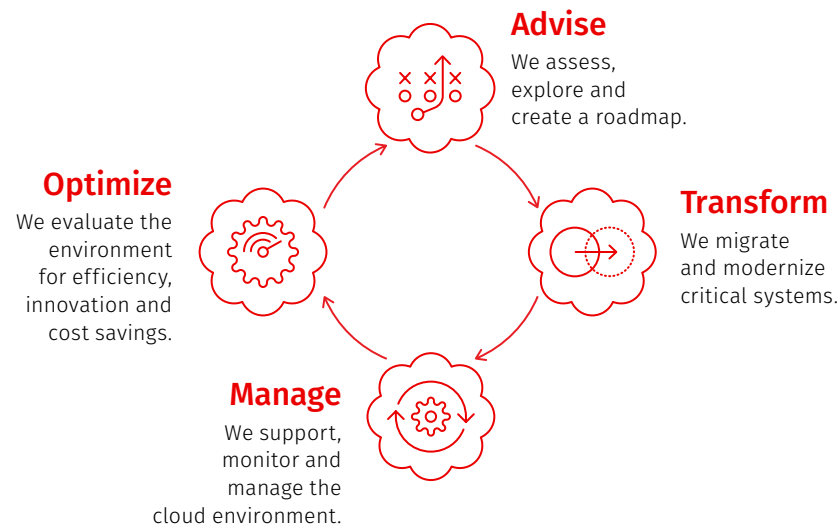 Advise
We assess,
explore and
create a roadmap.
Transform
We migrate
and modernize
critical systems.
Manage
We support,
monitor and
manage the
cloud environment.
Optimize
We evaluate the
environment
for efficiency,
innovation and
cost savings.